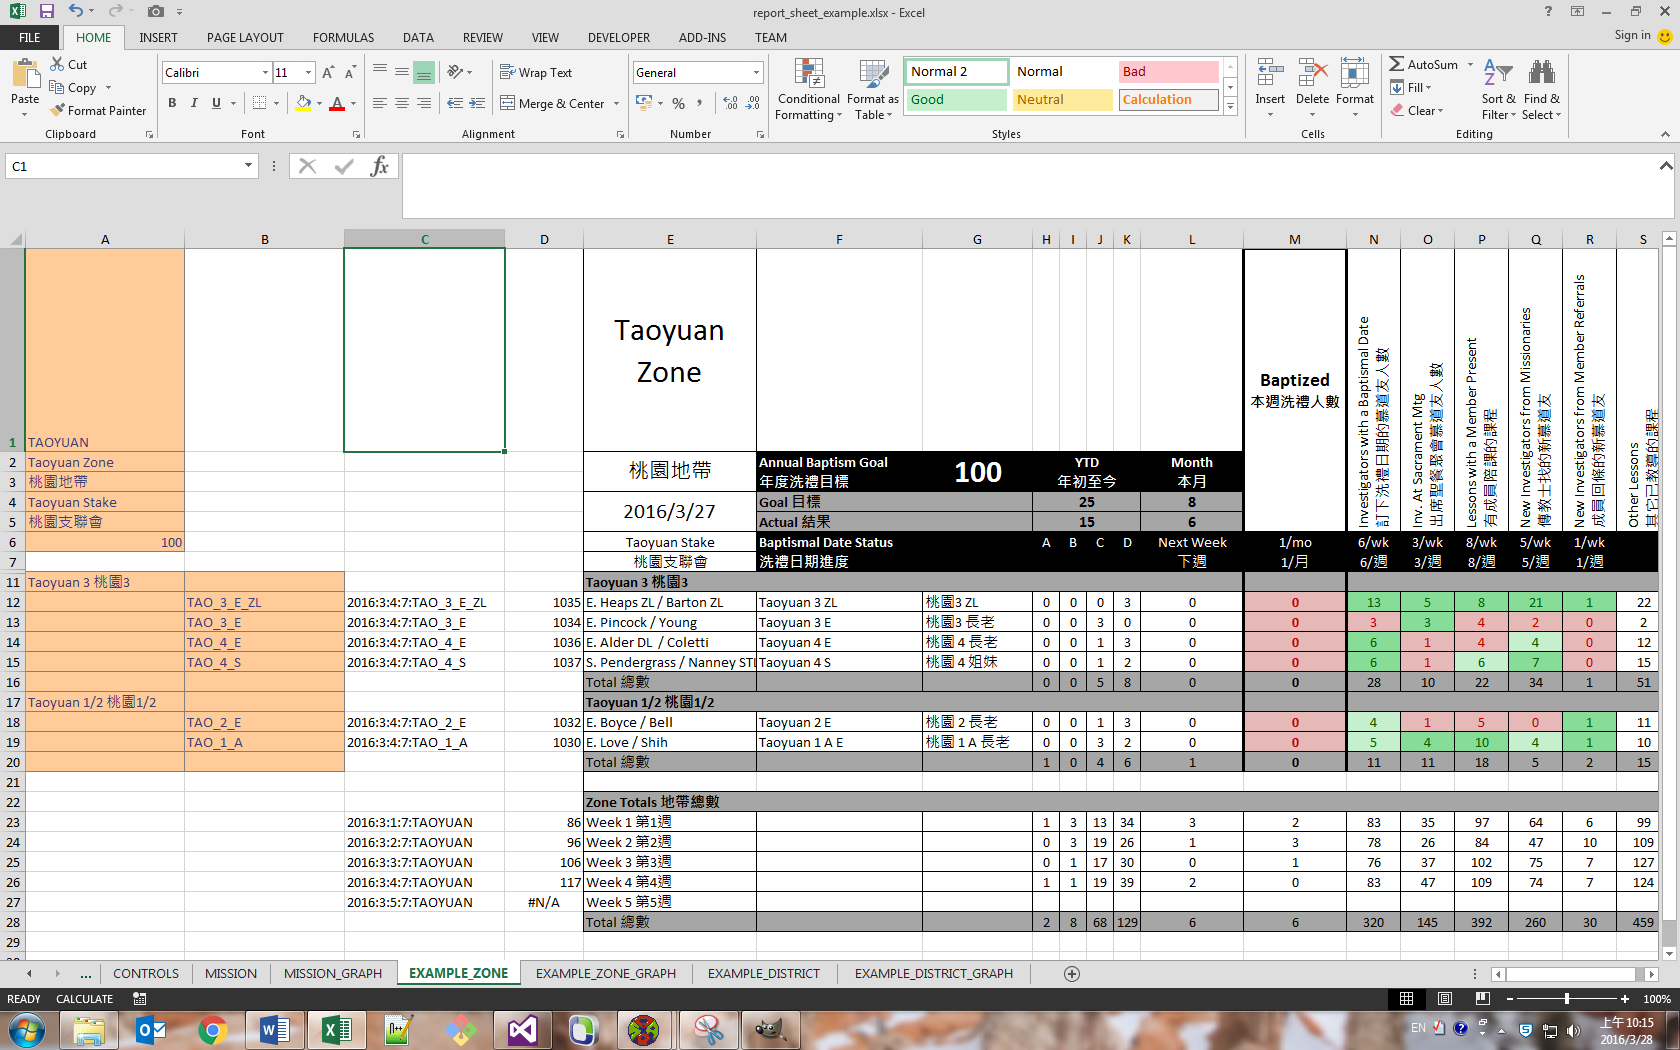 report_sheet_example.xlsx - Excel
FILE HOME INSERT PAGE LAYOUT FORMULAS DATA REVIEW VIEW DEVELOPER ADD-INS TEAM Sign in
Paste
Cut
Copy
Format Painter
Calibri 11
B I U
Wrap Text
Merge & Center
General
Conditional Formatting
Format as Table
Normal 2 Normal Bad
Good Neutral Calculation
Insert Delete Format
AutoSum
Fill
Clear
Sort & Filter
Find & Select
Clipboard Font Alignment Number Styles Cells Editing
C1
fx
A B C D E F G H I J K L M N O P Q R S
1 TAOYUAN
Taoyuan Zone
Baptized
本週洗禮人數
Investigators with a Baptismal Date
訂下洗禮日期的慕道友人數
Inv. At Sacrament Mtg
出席聖餐聚會慕道友人數
Lessons with a Member Present
有成員陪課的課程
New Investigators from Missionaries
傳教士找的新慕道友
New Investigators from Member Referrals
成員回條的新慕道友
Other Lessons
其它已教導的課程
2 Taoyuan Zone 桃園地帶 Annual Baptism Goal 100 YTD Month
3 桃園地帶 年度洗禮目標 年初至今 本月
4 Taoyuan Stake 2016/3/27 Goal 目標 25 8
5 桃園支聯會 Actual 結果 15 6
6 100 Taoyuan Stake Baptismal Date Status A B C D Next Week 1/mo 6/wk 3/wk 8/wk 5/wk 1/wk
7 桃園支聯會 洗禮日期進度 下週 1/月 6/週 3/週 8/週 5/週 1/週
11 Taoyuan 3 桃園3 Taoyuan 3 桃園3
12 TAO_3_E_ZL 2016:3:4:7:TAO_3_E_ZL 1035 E. Heaps ZL / Barton ZL Taoyuan 3 ZL 桃園3 ZL 0 0 0 3 0 0 13 5 8 21 1 22
13 TAO_3_E 2016:3:4:7:TAO_3_E 1034 E. Pincock / Young Taoyuan 3 E 桃園3 長老 0 0 3 0 0 0 3 3 4 2 0 2
14 TAO_4_E 2016:3:4:7:TAO_4_E 1036 E. Alder DL / Coletti Taoyuan 4 E 桃園 4 長老 0 0 1 3 0 0 6 1 4 4 0 12
15 TAO_4_S 2016:3:4:7:TAO_4_S 1037 S. Pendergrass / Nanney STL Taoyuan 4 S 桃園 4 姐妹 0 0 1 2 0 0 6 1 6 7 0 15
16 Total 總數 0 0 5 8 0 0 28 10 22 34 1 51
17 Taoyuan 1/2 桃園1/2 Taoyuan 1/2 桃園1/2
18 TAO_2_E 2016:3:4:7:TAO_2_E 1032 E. Boyce / Bell Taoyuan 2 E 桃園 2 長老 0 0 1 3 0 0 4 1 5 0 1 11
19 TAO_1_A 2016:3:4:7:TAO_1_A 1030 E. Love / Shih Taoyuan 1 A E 桃園 1 A 長老 0 0 3 2 0 0 5 4 10 4 1 10
20 Total 總數 1 0 4 6 1 0 11 11 18 5 2 15
21
22 Zone Totals 地帶總數
23 2016:3:1:7:TAOYUAN 86 Week 1 第1週 1 3 13 34 3 2 83 35 97 64 6 99
24 2016:3:2:7:TAOYUAN 96 Week 2 第2週 0 3 19 26 1 3 78 26 84 47 10 109
25 2016:3:3:7:TAOYUAN 106 Week 3 第3週 0 1 17 30 0 1 76 37 102 75 7 127
26 2016:3:4:7:TAOYUAN 117 Week 4 第4週 1 1 19 39 2 0 83 47 109 74 7 124
27 2016:3:5:7:TAOYUAN #N/A Week 5 第5週
28 Total 總數 2 8 68 129 6 6 320 145 392 260 30 459
29
... CONTROLS MISSION MISSION_GRAPH EXAMPLE_ZONE EXAMPLE_ZONE_GRAPH EXAMPLE_DISTRICT EXAMPLE_DISTRICT_GRAPH
READY CALCULATE 100%
EN 上午 10:15
2016/3/28